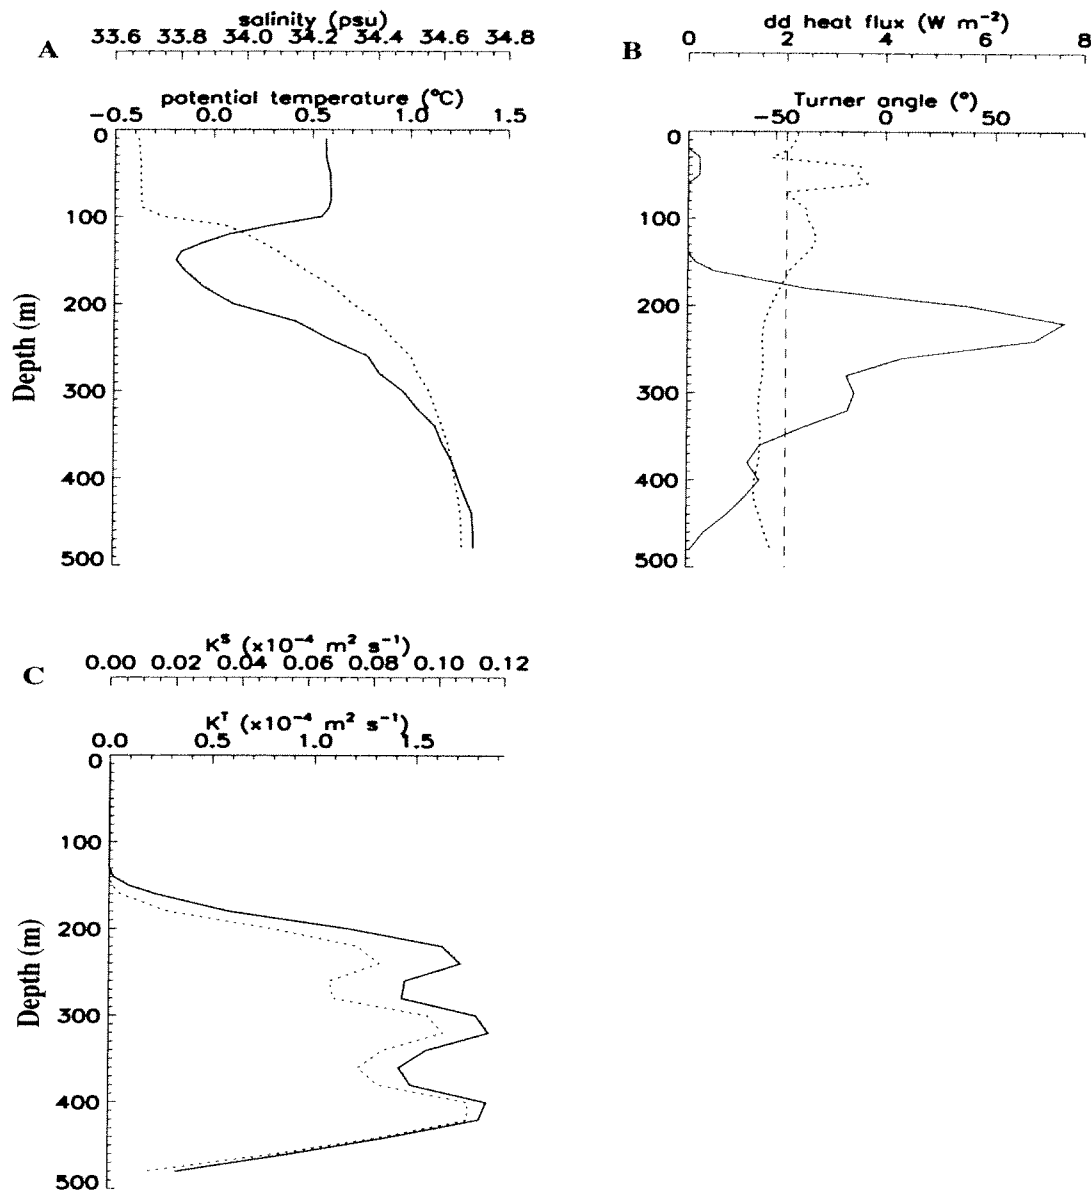 A
salinity (psu)
33.6 33.8 34.0 34.2 34.4 34.6 34.8
potential temperature (°C)
-0.5 0.0 0.5 1.0 1.5
0
100
200
300
400
500
Depth (m)
B
dd heat flux (W m⁻²)
0 2 4 6 8
Turner angle (°)
-50 0 50
0
100
200
300
400
500
C
Kˢ (x10⁻⁴ m² s⁻¹)
0.00 0.02 0.04 0.06 0.08 0.10 0.12
Kᵀ (x10⁻⁴ m² s⁻¹)
0.0 0.5 1.0 1.5
0
100
200
300
400
500
Depth (m)